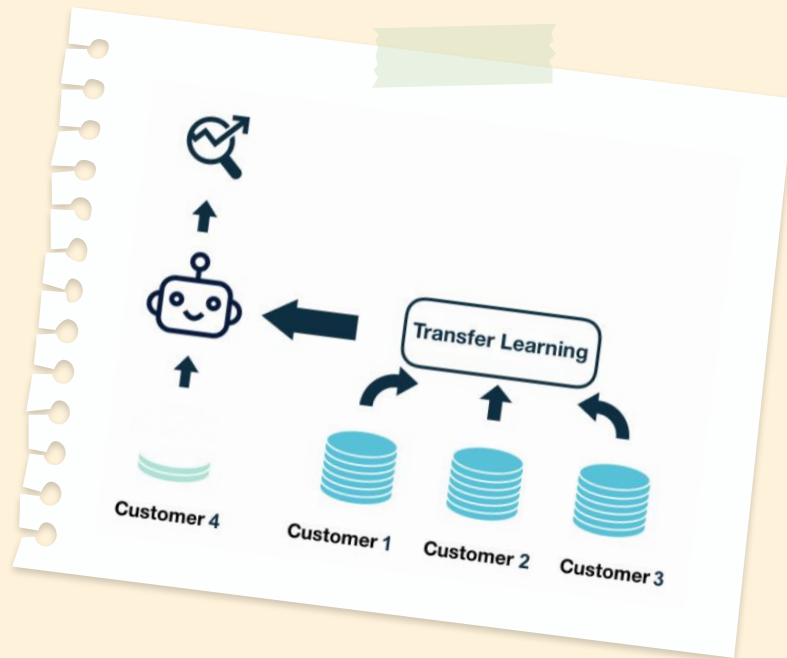 Transfer Learning
Customer 4
Customer 1
Customer 2
Customer 3